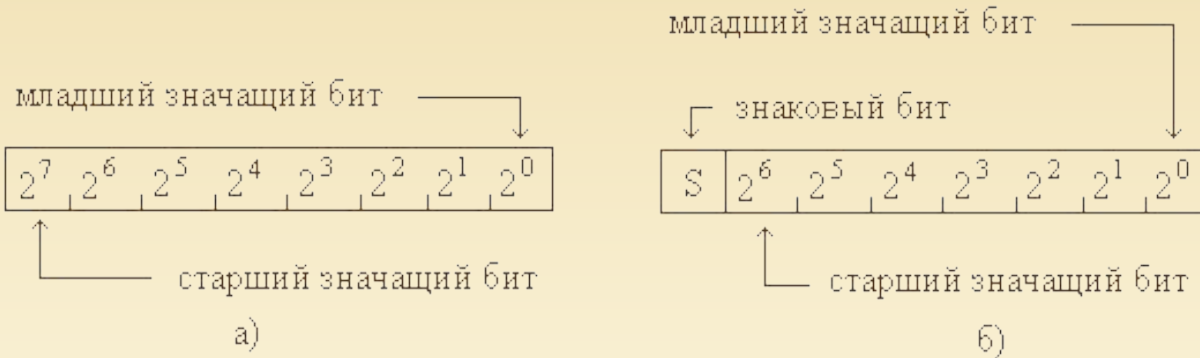 младший значащий бит
2^7 2^6 2^5 2^4 2^3 2^2 2^1 2^0
старший значащий бит
а)
младший значащий бит
знаковый бит
S 2^6 2^5 2^4 2^3 2^2 2^1 2^0
старший значащий бит
б)